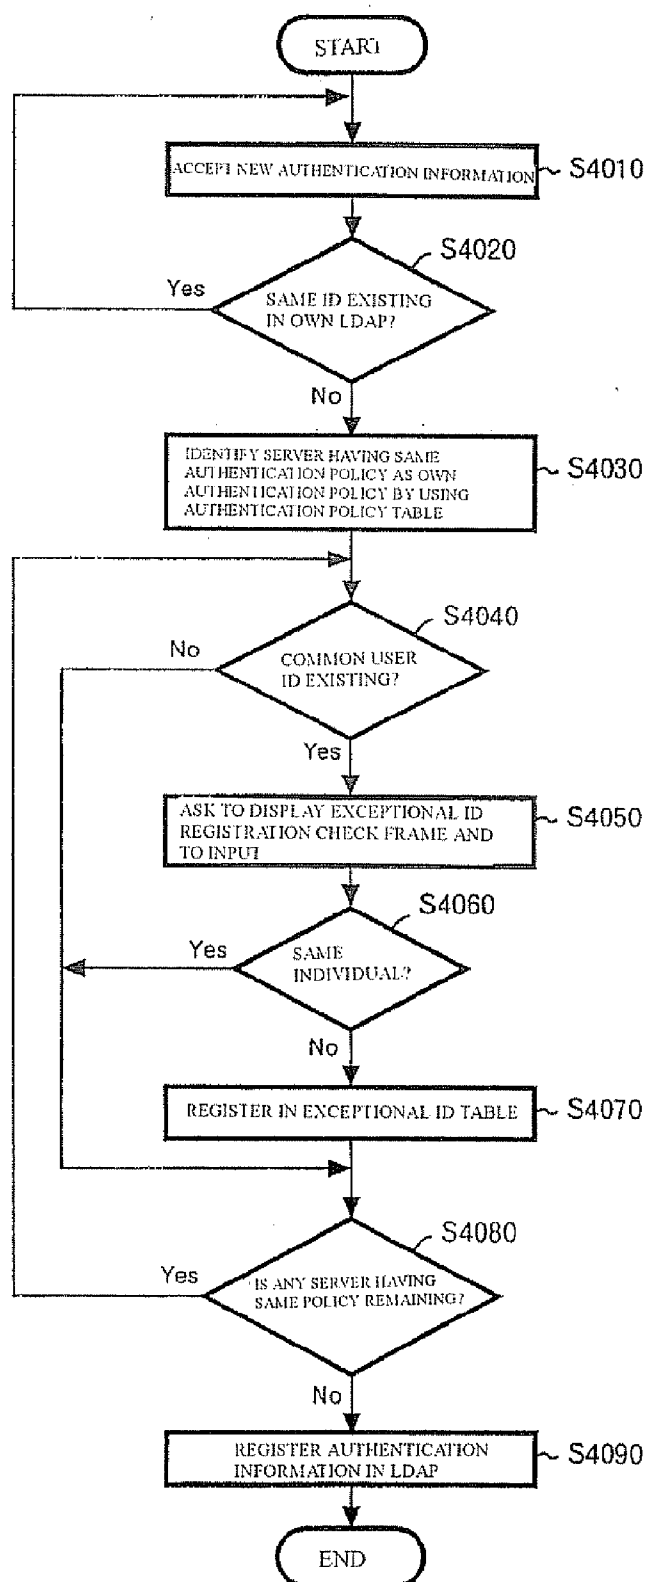 START
ACCEPT NEW AUTHENTICATION INFORMATION
S4010
S4020
Yes
SAME ID EXISTING
IN OWN LDAP?
No
IDENTIFY SERVER HAVING SAME
AUTHENTICATION POLICY AS OWN
AUTHENTICATION POLICY BY USING
AUTHENTICATION POLICY TABLE
S4030
S4040
No
COMMON USER
ID EXISTING?
Yes
ASK TO DISPLAY EXCEPTIONAL ID
REGISTRATION CHECK FRAME AND
TO INPUT
S4050
S4060
Yes
SAME
INDIVIDUAL?
No
REGISTER IN EXCEPTIONAL ID TABLE
S4070
S4080
Yes
IS ANY SERVER HAVING
SAME POLICY REMAINING?
No
REGISTER AUTHENTICATION
INFORMATION IN LDAP
S4090
END